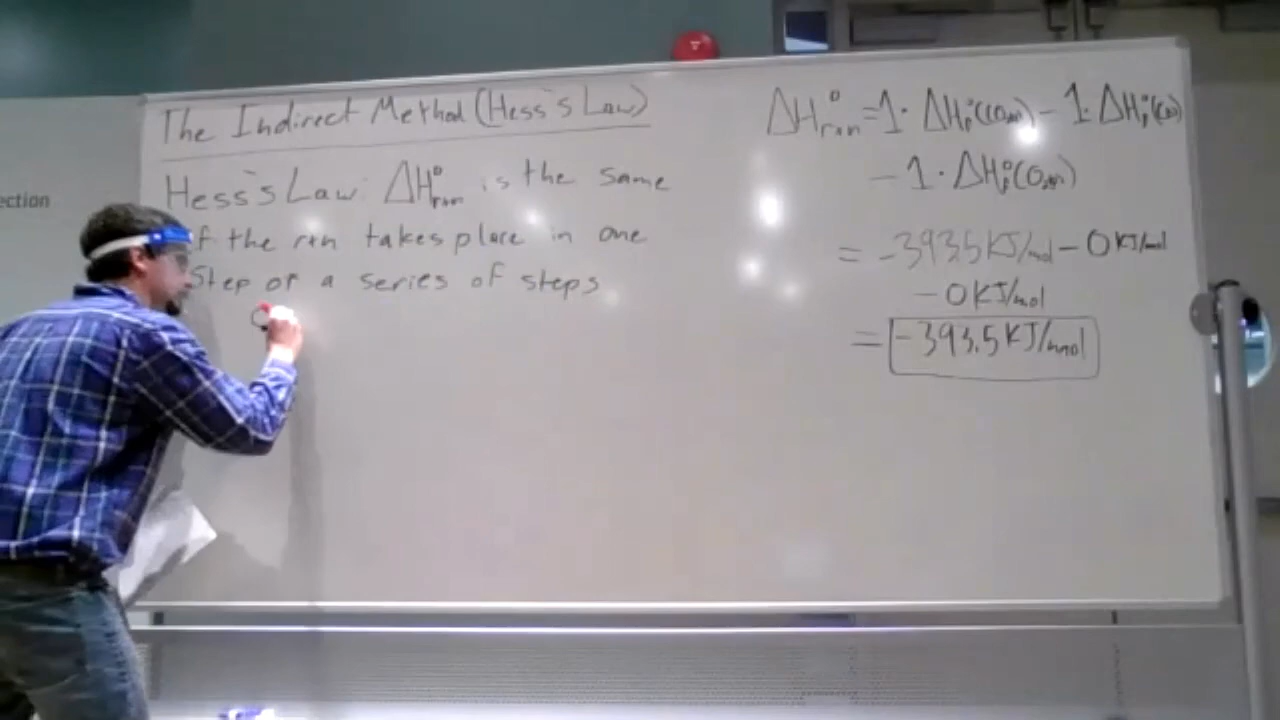 The Indirect Method (Hess's Law)
Hess's Law: ΔH°rxn is the same
if the rxn takes place in one
Step or a series of steps
ΔH°rxn = 1 · ΔH°f(CO₂(g)) - 1 · ΔH°f(C(s))
- 1 · ΔH°f(O₂(g))
= -393.5 KJ/mol - 0 KJ/mol
- 0 KJ/mol
= -393.5 KJ/mol
ection